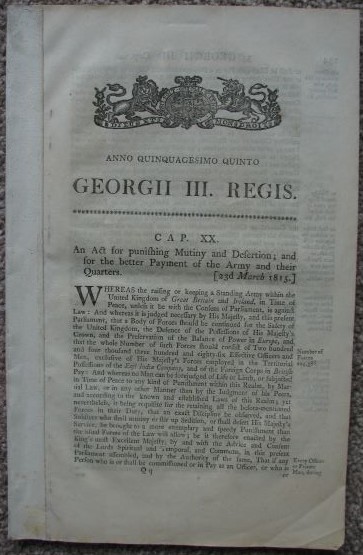 ANNO QUINQUAGESIMO QUINTO
GEORGII III. REGIS.
CAP. XX.
An Act for punishing Mutiny and Desertion; and
for the better Payment of the Army and their
Quarters. [23d March 1815.]
WHEREAS the raising or keeping a Standing Army within the
United Kingdom of Great Britain and Ireland, in Time of
Peace, unless it be with the Consent of Parliament, is against
Law: And whereas it is judged necessary by His Majesty, and this present
Parliament, that a Body of Forces should be continued for the Safety of
the United Kingdom, the Defence of the Possessions of His Majesty's
Crown, and the Preservation of the Balance of Power in Europe, and
that the whole Number of such Forces should consist of Two hundred
and four thousand three hundred and eighty-six Effective Officers and
Men, exclusive of His Majesty's Forces employed in the Territorial
Possessions of the East India Company, and of the Foreign Corps in British
Pay: And whereas no Man can be forejudged of Life or Limb, or subjected
in Time of Peace to any kind of Punishment within this Realm, by Mar-
tial Law, or in any other Manner than by the Judgment of his Peers,
and according to the known and established Laws of this Realm; yet
nevertheless, it being requisite for the retaining all the before-mentioned
Forces in their Duty, that an exact Discipline be observed, and that
Soldiers who shall mutiny or stir up Sedition, or shall desert His Majesty's
Service, be brought to a more exemplary and speedy Punishment than
the usual Forms of the Law will allow; be it therefore enacted by the
King's most Excellent Majesty, by and with the Advice and Consent
of the Lords Spiritual and Temporal, and Commons, in this present
Parliament assembled, and by the Authority of the same, That if any
Person who is or shall be commissioned or in Pay as an Officer, or who is
Qq or
Number of
Forces
Every Officer
or Private
Man,